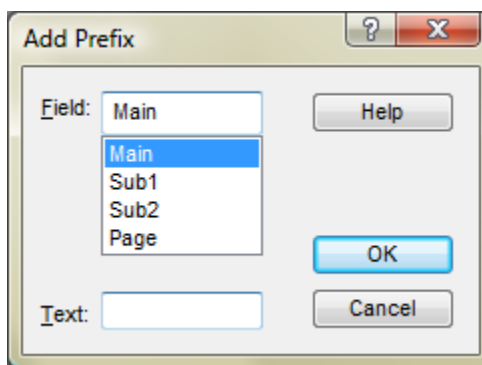 Add Prefix
Field: Main
Help
Main
Sub1
Sub2
Page
OK
Text:
Cancel